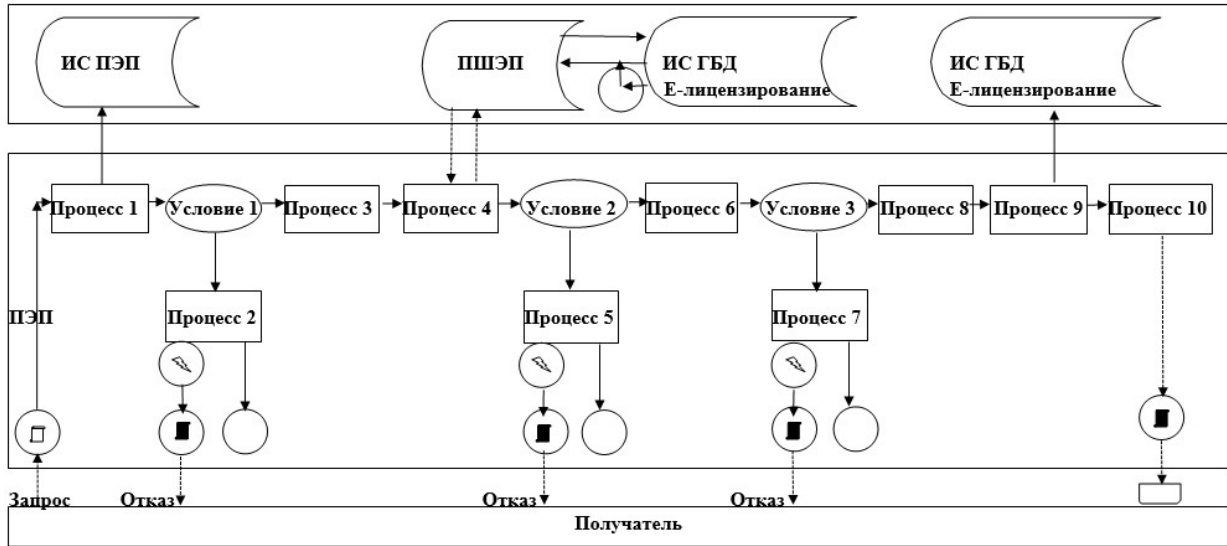 ИС ПЭП
ПШЭП
ИС ГБД
Е-лицензирование
ИС ГБД
Е-лицензирование
Процесс 1
Условие 1
Процесс 3
Процесс 4
Условие 2
Процесс 6
Условие 3
Процесс 8
Процесс 9
Процесс 10
ПЭП
Процесс 2
Процесс 5
Процесс 7
Запрос
Отказ
Отказ
Отказ
Получатель